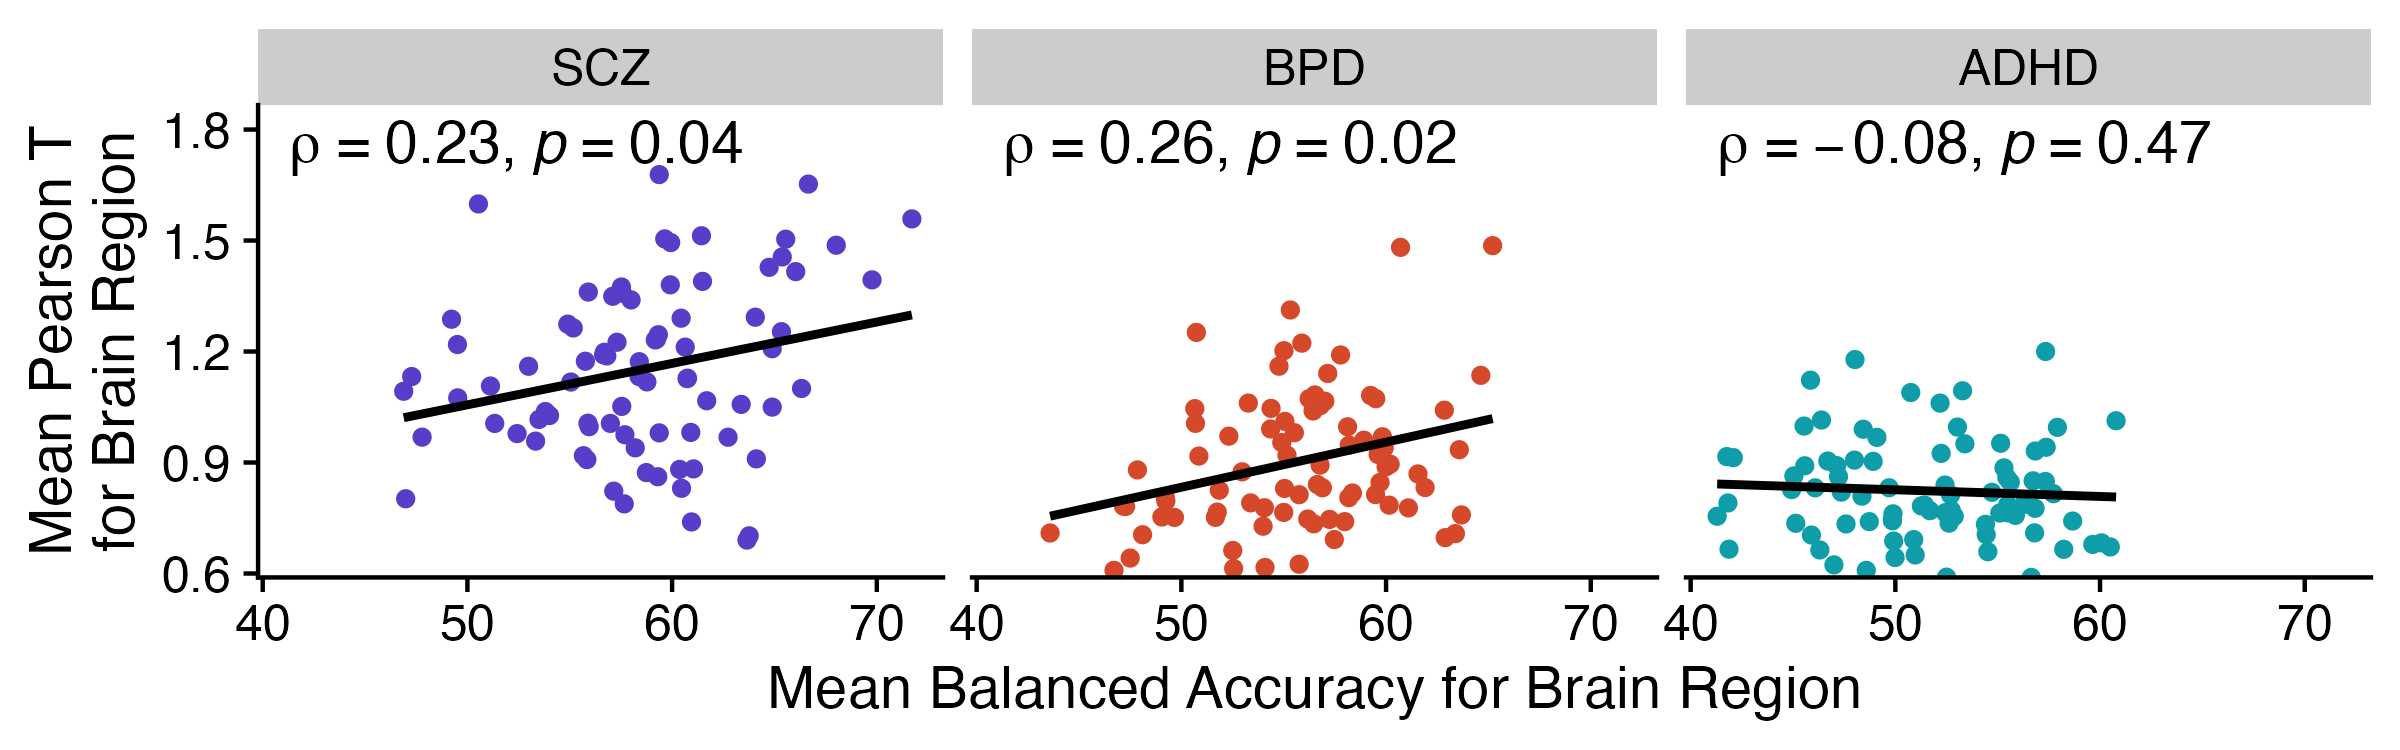 SCZ
BPD
ADHD
ρ = 0.23, p = 0.04
ρ = 0.26, p = 0.02
ρ = −0.08, p = 0.47
Mean Pearson T
for Brain Region
1.8
1.5
1.2
0.9
0.6
40 50 60 70
40 50 60 70
40 50 60 70
Mean Balanced Accuracy for Brain Region